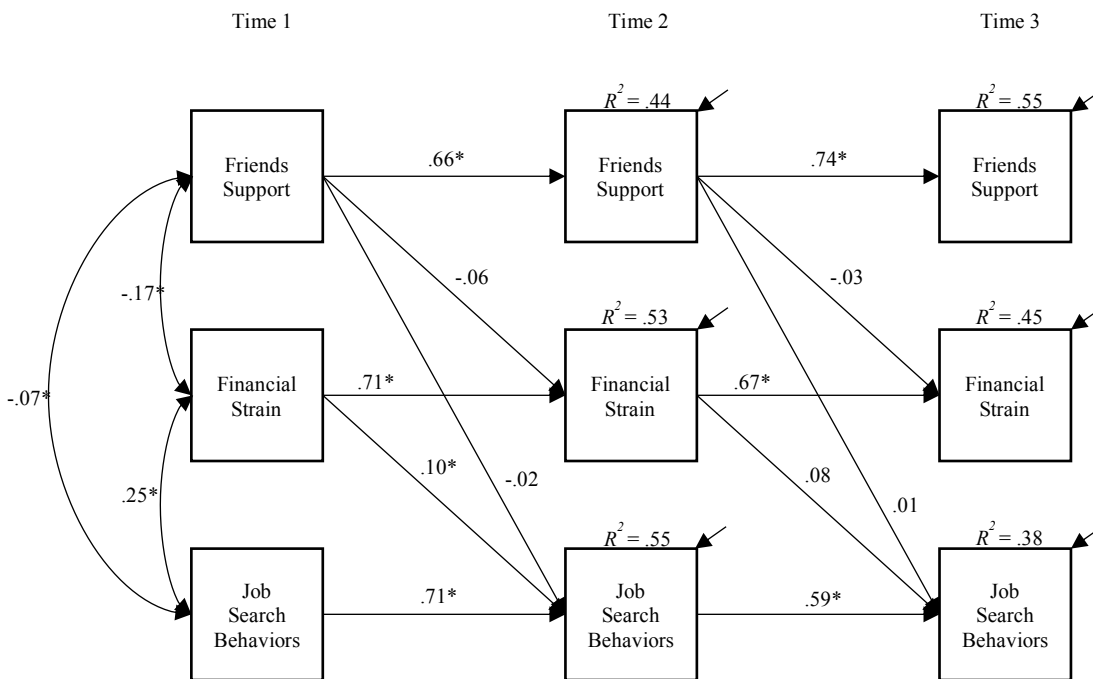 Time 1
Time 2
Time 3
R² = .44
R² = .55
Friends
Support
.66*
Friends
Support
.74*
Friends
Support
-.17*
-.06
-.03
R² = .53
R² = .45
-.07*
Financial
Strain
.71*
Financial
Strain
.67*
Financial
Strain
.25*
.10*
-.02
.08
.01
R² = .55
R² = .38
Job
Search
Behaviors
.71*
Job
Search
Behaviors
.59*
Job
Search
Behaviors